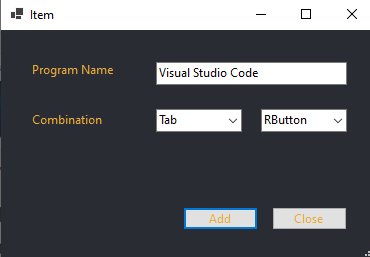 Item
Program Name Visual Studio Code
Combination Tab RButton
Add Close